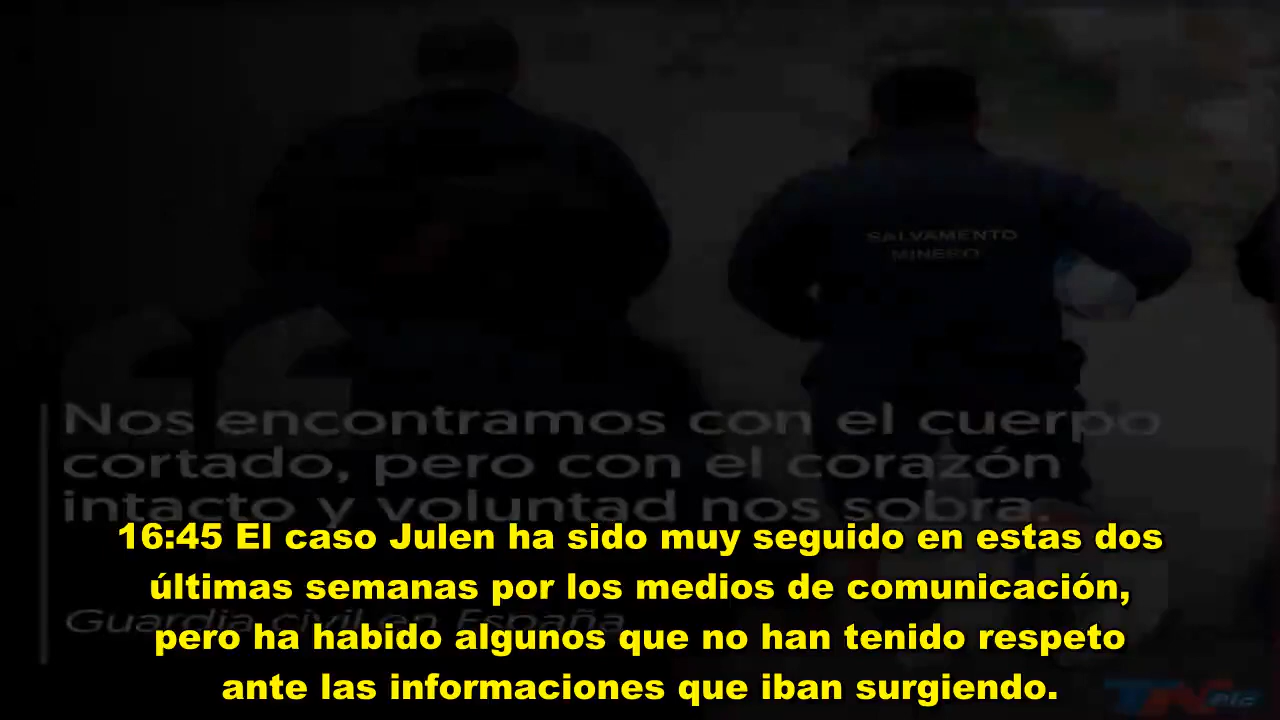 SALVAMENTO
MINERO
Nos encontramos con el cuerpo
cortado, pero con el corazón
intacto y voluntad nos sobra.
Guardia civil en España
16:45 El caso Julen ha sido muy seguido en estas dos
últimas semanas por los medios de comunicación,
pero ha habido algunos que no han tenido respeto
ante las informaciones que iban surgiendo.